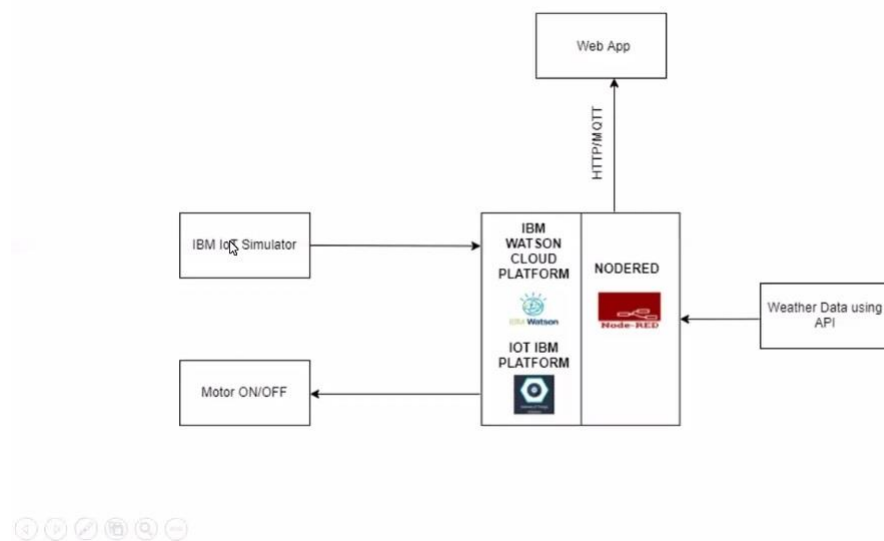 Web App
HTTP/MQTT
IBM IoT Simulator
IBM
WATSON
CLOUD
PLATFORM
IBM Watson
IOT IBM
PLATFORM
NODERED
Node-RED
Weather Data using
API
Motor ON/OFF